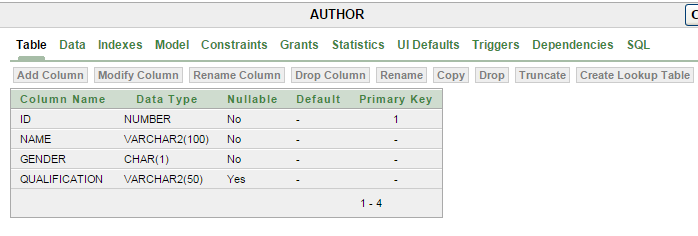 AUTHOR
Table Data Indexes Model Constraints Grants Statistics UI Defaults Triggers Dependencies SQL
Add Column Modify Column Rename Column Drop Column Rename Copy Drop Truncate Create Lookup Table
Column Name Data Type Nullable Default Primary Key
ID NUMBER No - 1
NAME VARCHAR2(100) No - -
GENDER CHAR(1) No - -
QUALIFICATION VARCHAR2(50) Yes - -
1 - 4